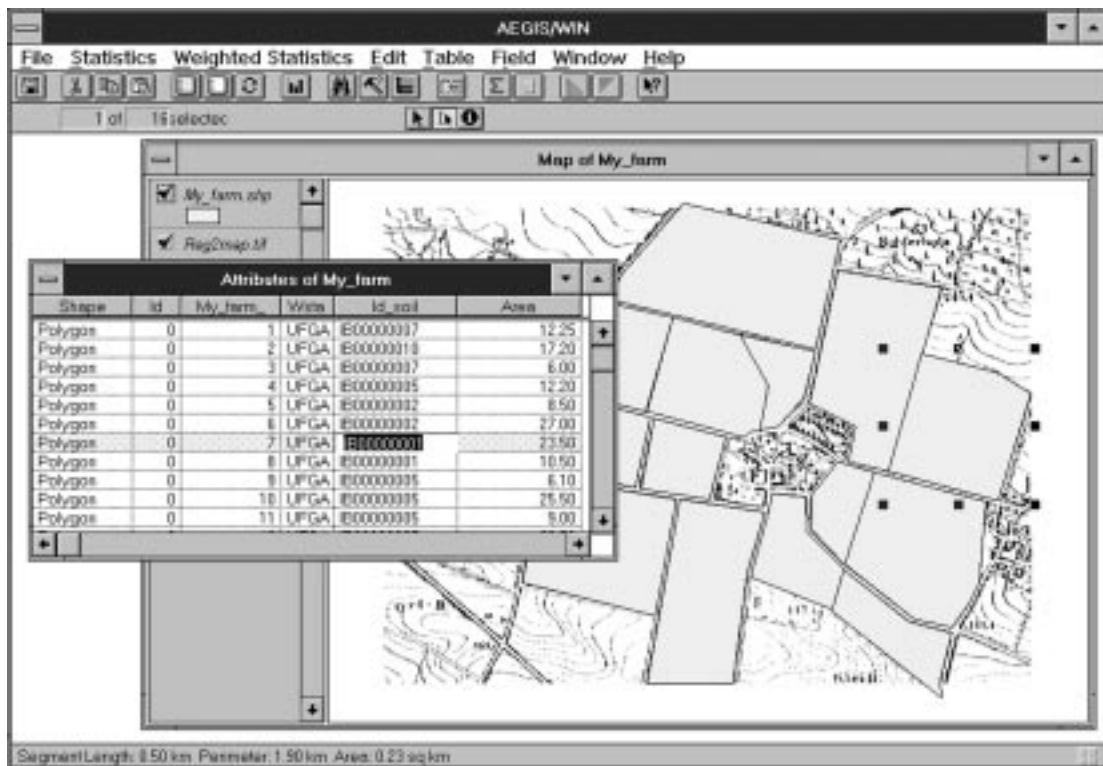 AEGIS/WIN
File Statistics Weighted Statistics Edit Table Field Window Help
1 of 16 selected
Map of My_farm
My_farm.shp
Reg2map.tif
Attributes of My_farm
Shape Id My_farm_ Wsta Id_soil Area
Polygon 0 1 UFGA IB00000007 12.25
Polygon 0 2 UFGA IB00000010 17.20
Polygon 0 3 UFGA IB00000007 6.00
Polygon 0 4 UFGA IB00000005 12.20
Polygon 0 5 UFGA IB00000002 8.50
Polygon 0 6 UFGA IB00000002 27.00
Polygon 0 7 UFGA IB00000001 23.50
Polygon 0 8 UFGA IB00000001 10.50
Polygon 0 9 UFGA IB00000005 6.10
Polygon 0 10 UFGA IB00000005 25.50
Polygon 0 11 UFGA IB00000005 9.00
Segment Length: 0.50 km Perimeter: 1.90 km Area: 0.23 sq km